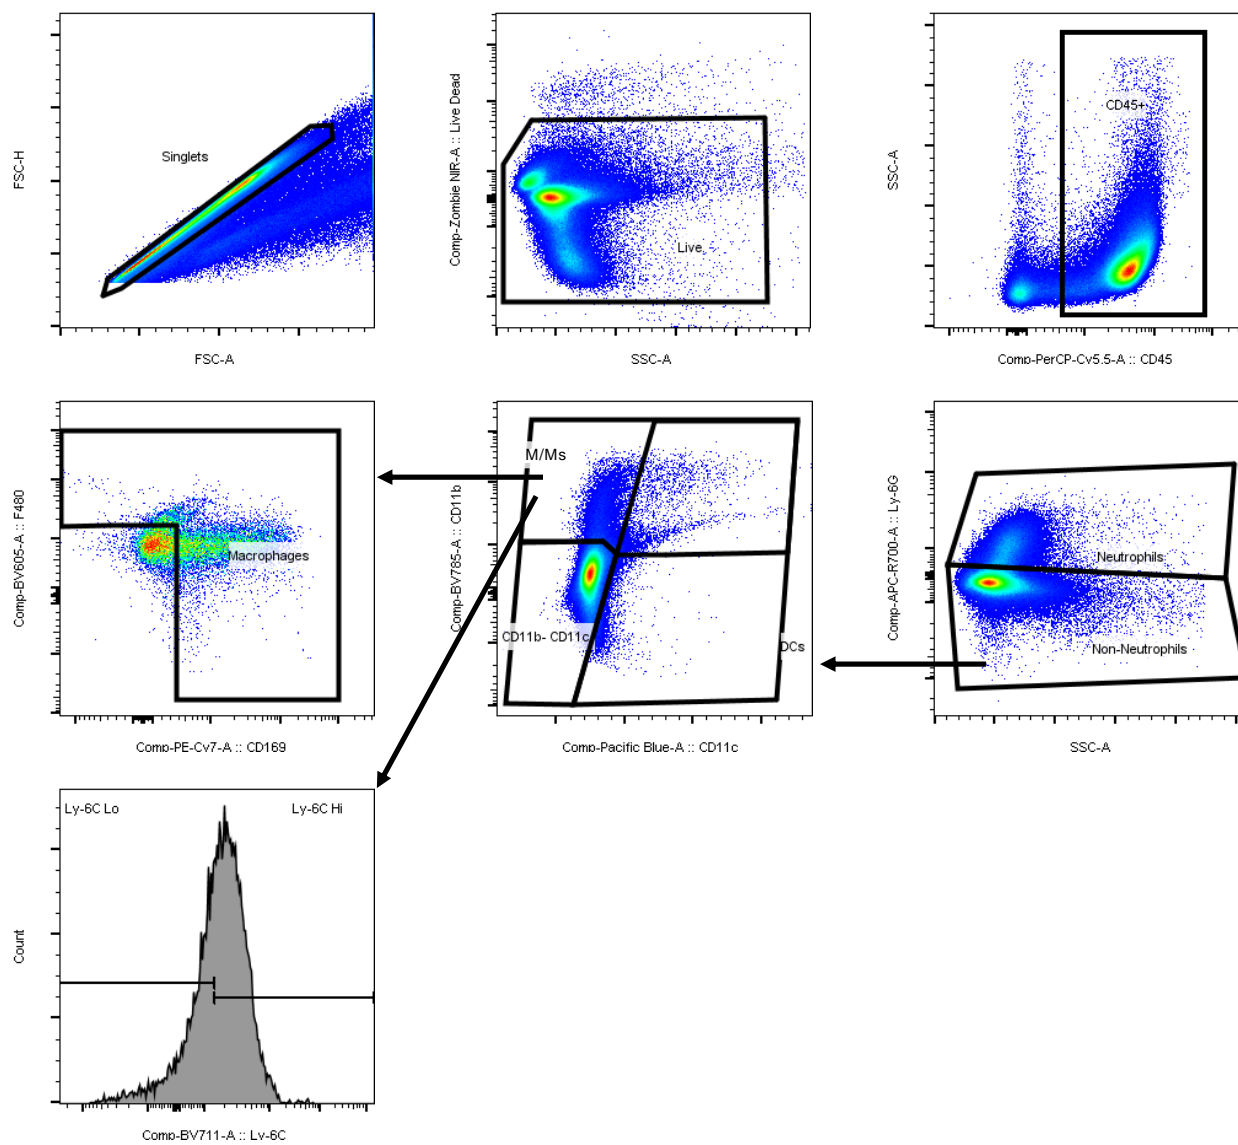 FSC-H
Singlets
FSC-A
Comp-Zombie NIR-A :: Live Dead
Live
SSC-A
SSC-A
CD45+
Comp-PerCP-Cy5.5-A :: CD45
Comp-BV605-A :: F480
Macrophages
Comp-PE-Cy7-A :: CD169
Comp-BV785-A :: CD11b
M/Ms
CD11b- CD11c
DCs
Comp-Pacific Blue-A :: CD11c
Comp-APC-R700-A :: Ly-6G
Neutrophils
Non-Neutrophils
SSC-A
Count
Ly-6C Lo
Ly-6C Hi
Comp-BV711-A :: Ly-6C